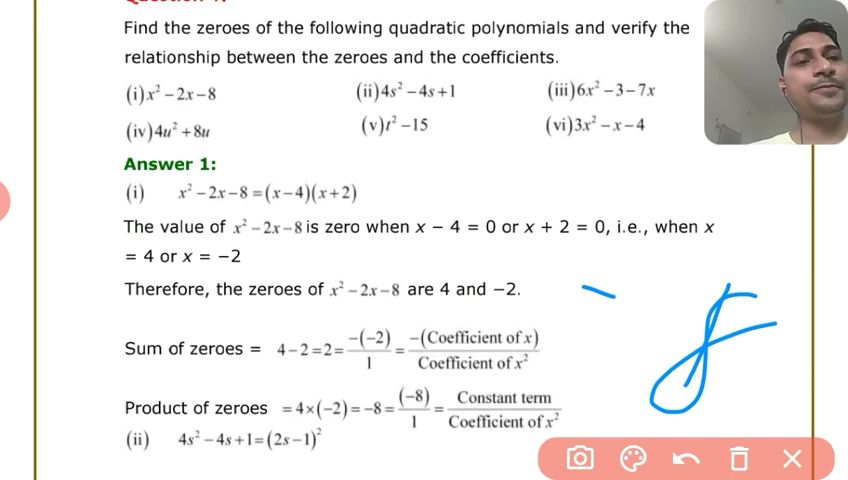 Find the zeroes of the following quadratic polynomials and verify the
relationship between the zeroes and the coefficients.
(i) x² – 2x – 8 (ii) 4s² – 4s + 1 (iii) 6x² – 3 – 7x
(iv) 4u² + 8u (v) t² – 15 (vi) 3x² – x – 4
Answer 1:
(i) x² – 2x – 8 = (x – 4)(x + 2)
The value of x² – 2x – 8 is zero when x − 4 = 0 or x + 2 = 0, i.e., when x
= 4 or x = −2
Therefore, the zeroes of x² – 2x – 8 are 4 and −2.
Sum of zeroes = 4 – 2 = 2 = –(–2)/1 = –(Coefficient of x)/Coefficient of x²
Product of zeroes = 4×(–2) = –8 = (–8)/1 = Constant term/Coefficient of x²
(ii) 4s² – 4s + 1 = (2s – 1)²